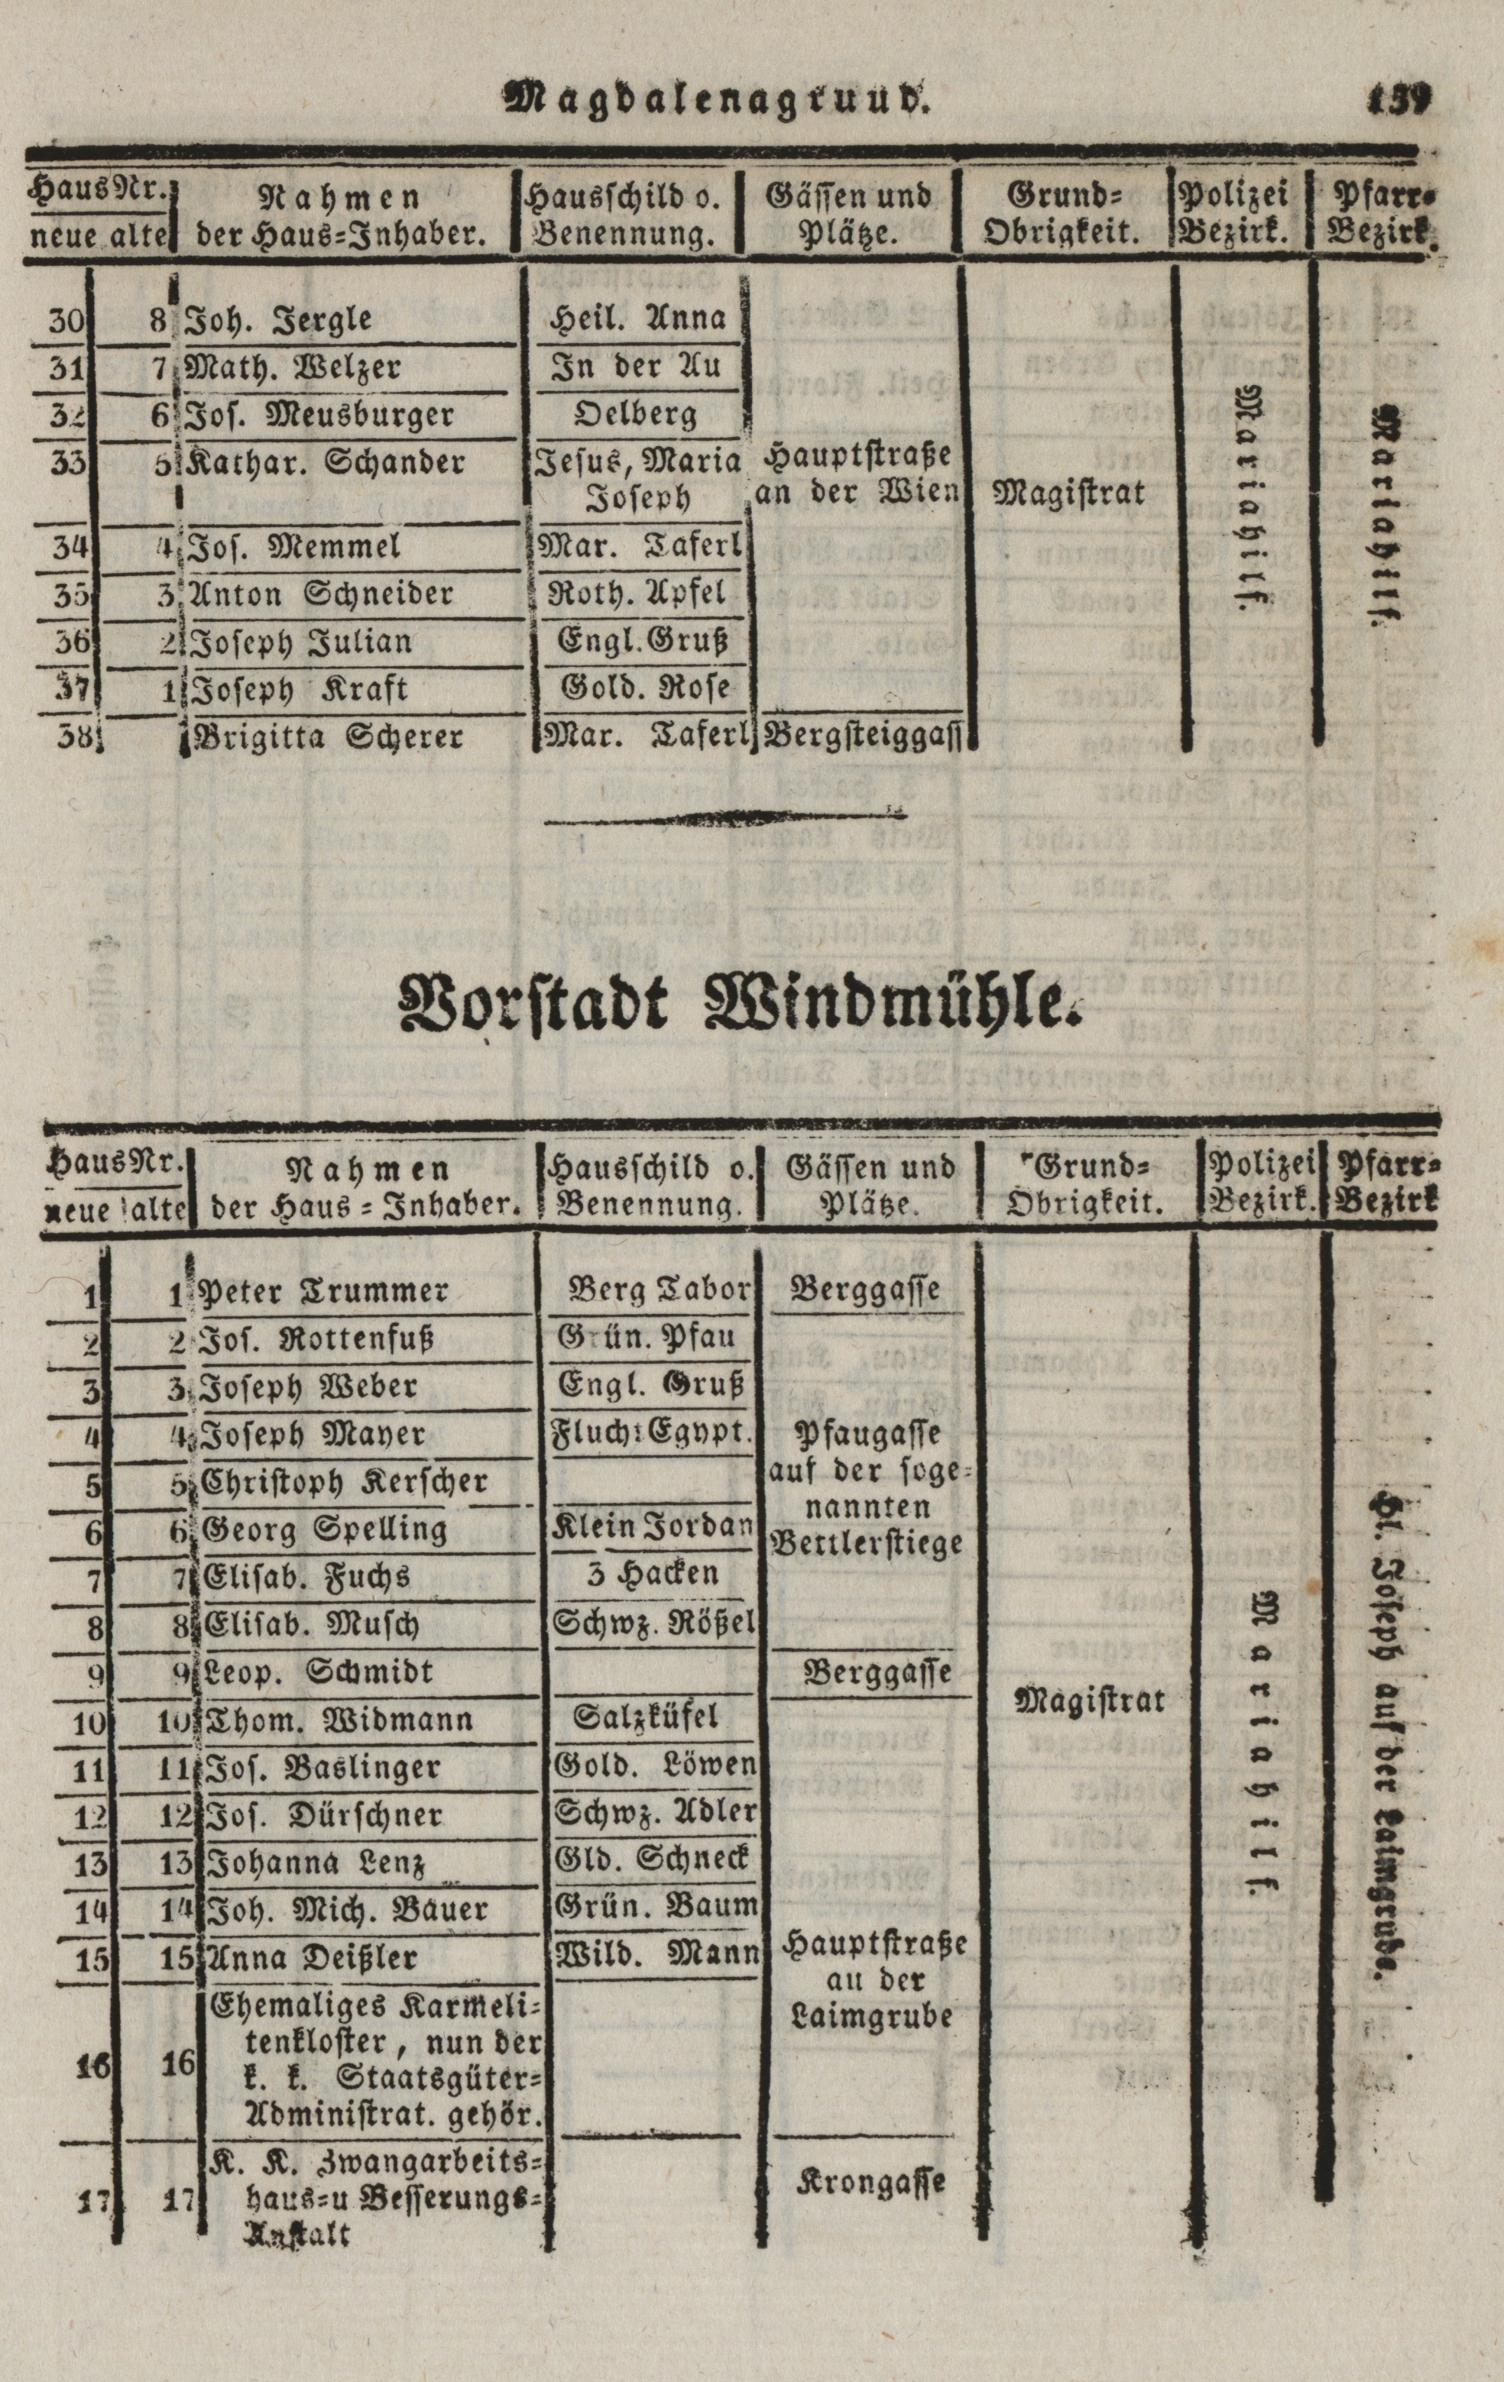 Magdalenagruud. 139
HausNr. Nahmen Hausschild o. Gässen und Grund= Polizei Pfarr=
neue alte der Haus=Inhaber. Benennung. Plätze. Obrigkeit. Bezirk. Bezirk.
30 8 Joh. Jergle Heil. Anna
31 7 Math. Welzer In der Au
32 6 Jos. Meusburger Oelberg
33 5 Kathar. Schander Jesus, Maria Hauptstraße
Joseph an der Wien Magistrat Mariahilf. Mariahilf.
34 4 Jos. Memmel Mar. Taferl
35 3 Anton Schneider Roth. Apfel
36 2 Joseph Julian Engl. Gruß
37 1 Joseph Kraft Gold. Rose
38 Brigitta Scherer Mar. Taferl Bergsteiggass
Vorstadt Windmühle.
HausNr. Nahmen Hausschild o. Gässen und Grund= Polizei Pfarr=
neue alte der Haus=Inhaber. Benennung. Plätze. Obrigkeit. Bezirk. Bezirk
1 1 Peter Trummer Berg Tabor Berggasse
2 2 Jos. Rottenfuß Grün. Pfau
3 3 Joseph Weber Engl. Gruß
4 4 Joseph Mayer Flucht Egypt. Pfaugasse
5 5 Christoph Kerscher auf der soge=
nannten
6 6 Georg Spelling Klein Jordan Bettlerstiege
7 7 Elisab. Fuchs 3 Hacken
8 8 Elisab. Musch Schwz. Rößel
9 9 Leop. Schmidt Berggasse
10 10 Thom. Widmann Salzküfel Magistrat Mariahilf. Hl. Joseph auf der Laimgrube.
11 11 Jos. Baslinger Gold. Löwen
12 12 Jos. Dürschner Schwz. Adler
13 13 Johanna Lenz Gld. Schneck
14 14 Joh. Mich. Bauer Grün. Baum
15 15 Anna Deißler Wild. Mann Hauptstraße
an der
Ehemaliges Karmeli= Laimgrube
tenkloster, nun der
16 16 k. k. Staatsgüter=
Administrat. gehör.
K. K. Zwangarbeits=
17 17 haus=u Besserungs= Krongasse
Anstalt